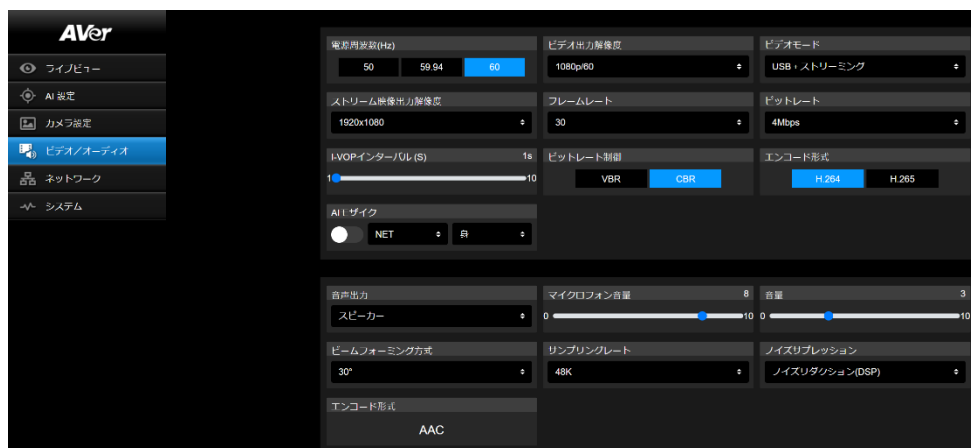 AVer
ライブビュー
AI 設定
カメラ設定
ビデオ/オーディオ
ネットワーク
システム
電源周波数(Hz)
50 59.94 60
ビデオ出力解像度
1080p/60
ビデオモード
USB + ストリーミング
ストリーム映像出力解像度
1920x1080
フレームレート
30
ビットレート
4Mbps
I-VOPインターバル (S) 1s
1 10
ビットレート制御
VBR CBR
エンコード形式
H.264 H.265
AIモザイク
NET 身
音声出力
スピーカー
マイクロフォン音量 8
0 10
音量 3
0 10
ビームフォーミング方式
30°
サンプリングレート
48K
ノイズサプレッション
ノイズリダクション(DSP)
エンコード形式
AAC